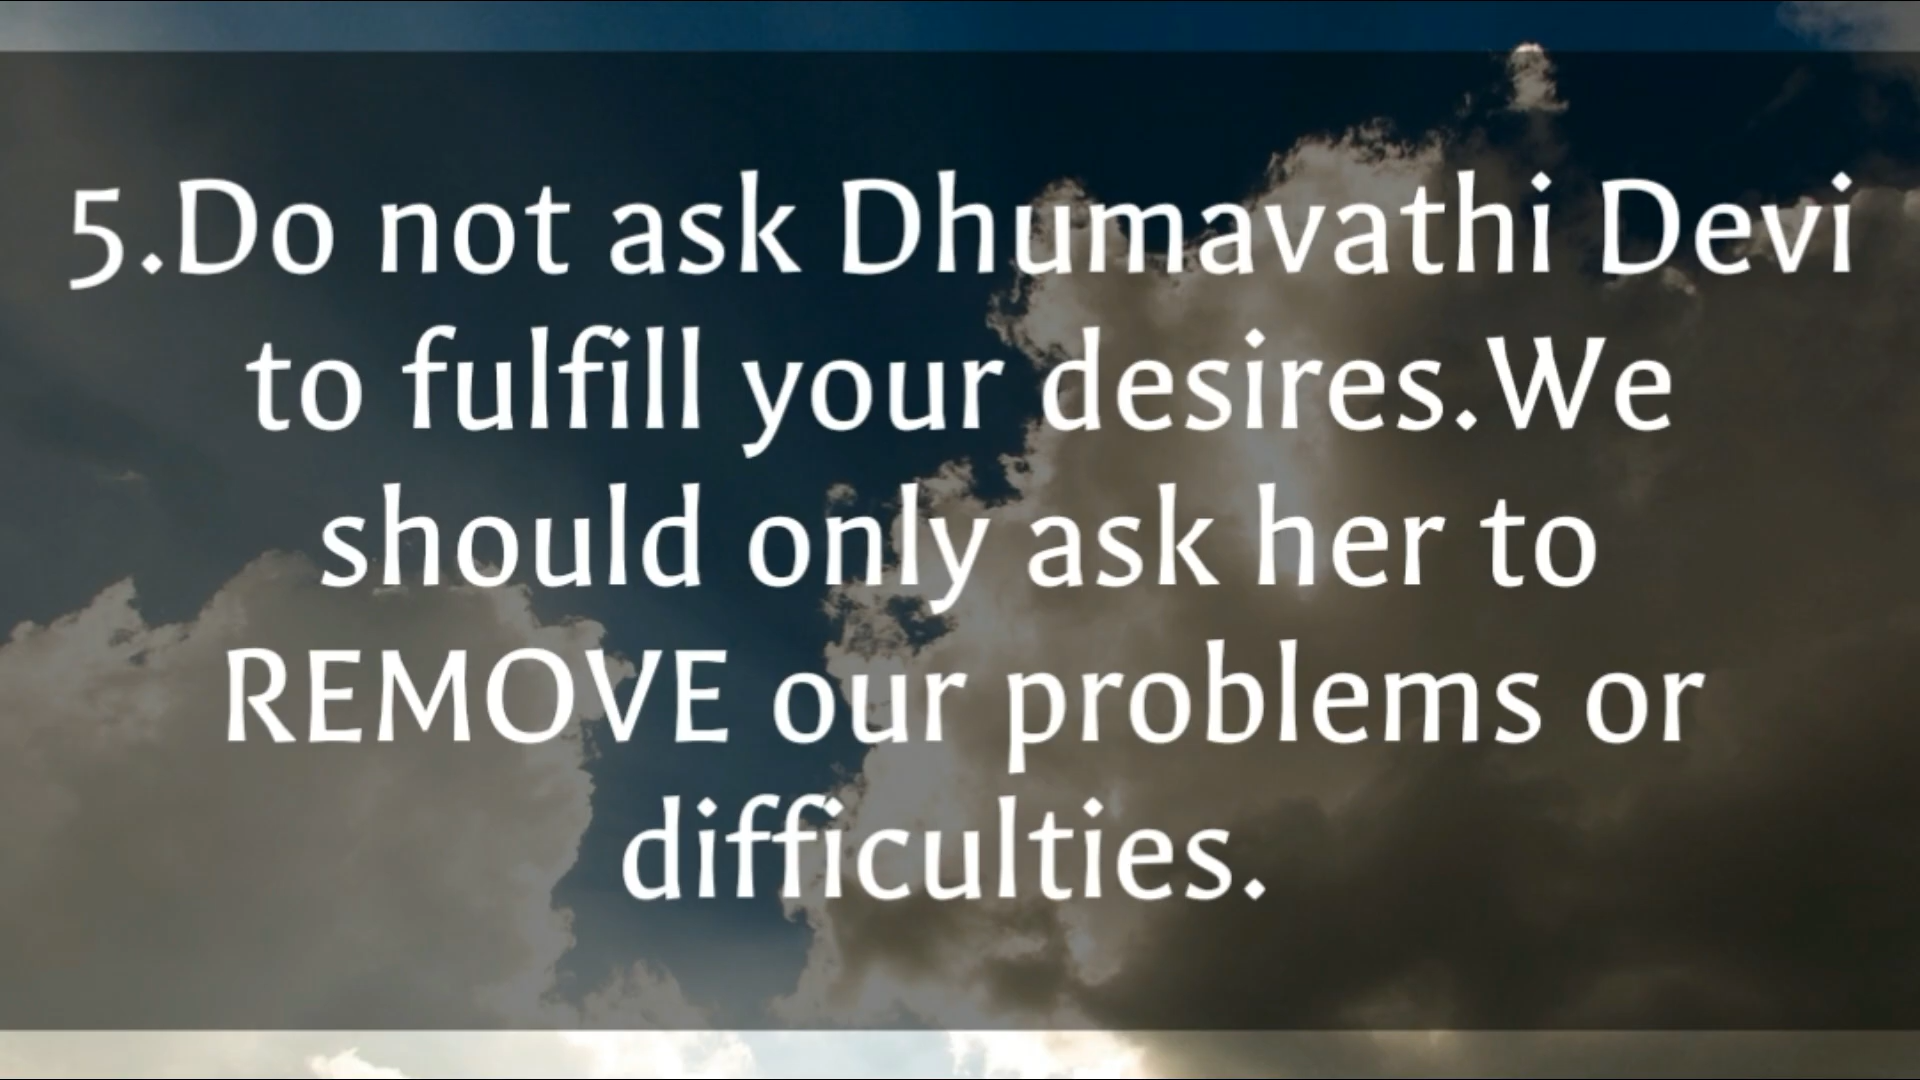 5.Do not ask Dhumavathi Devi
to fulfill your desires.We
should only ask her to
REMOVE our problems or
difficulties.